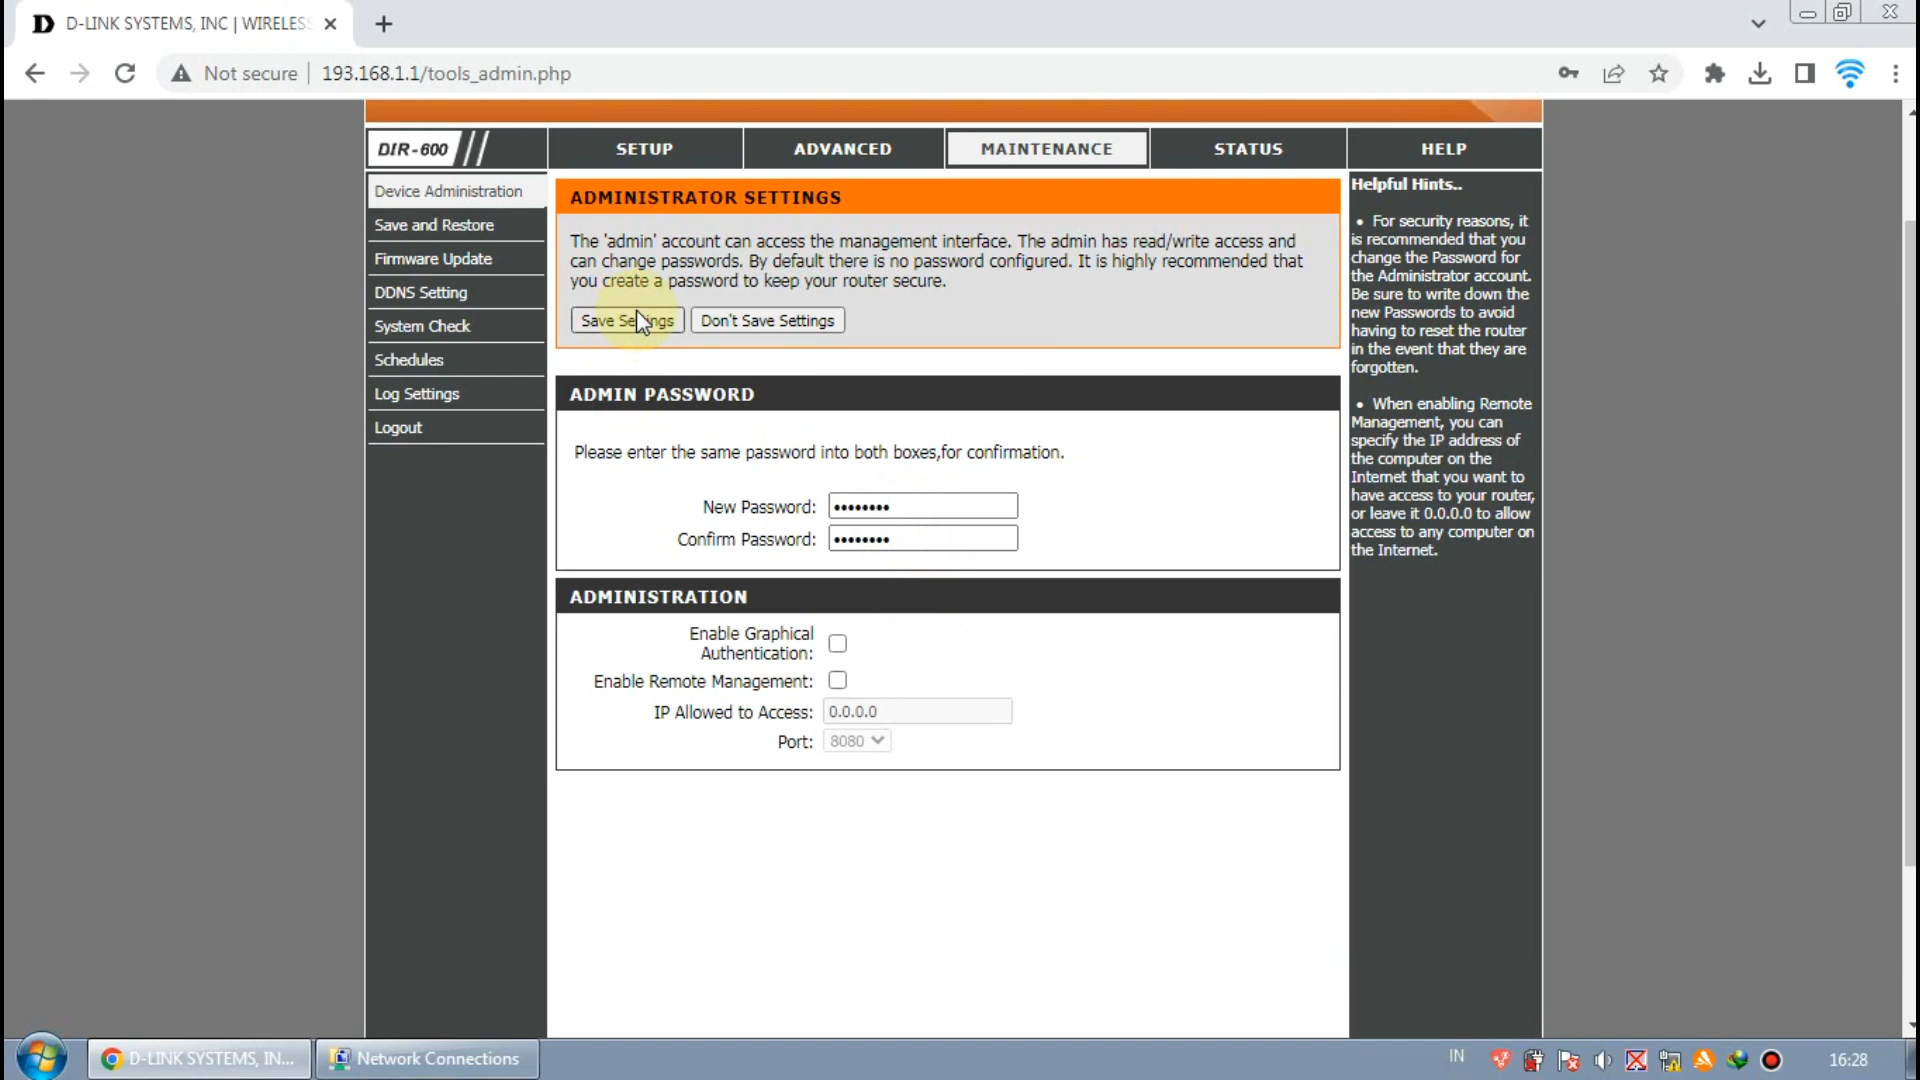 D-LINK SYSTEMS, INC | WIRELESS
Not secure
193.168.1.1/tools_admin.php
DIR-600
SETUP
ADVANCED
MAINTENANCE
STATUS
HELP
Device Administration
Save and Restore
Firmware Update
DDNS Setting
System Check
Schedules
Log Settings
Logout
ADMINISTRATOR SETTINGS
The 'admin' account can access the management interface. The admin has read/write access and
can change passwords. By default there is no password configured. It is highly recommended that
you create a password to keep your router secure.
Save Settings
Don't Save Settings
ADMIN PASSWORD
Please enter the same password into both boxes,for confirmation.
New Password: ••••••••
Confirm Password: ••••••••
ADMINISTRATION
Enable Graphical
Authentication:
Enable Remote Management:
IP Allowed to Access: 0.0.0.0
Port: 8080
Helpful Hints..
• For security reasons, it
is recommended that you
change the Password for
the Administrator account.
Be sure to write down the
new Passwords to avoid
having to reset the router
in the event that they are
forgotten.
• When enabling Remote
Management, you can
specify the IP address of
the computer on the
Internet that you want to
have access to your router,
or leave it 0.0.0.0 to allow
access to any computer on
the Internet.
D-LINK SYSTEMS, IN...
Network Connections
IN
16:28